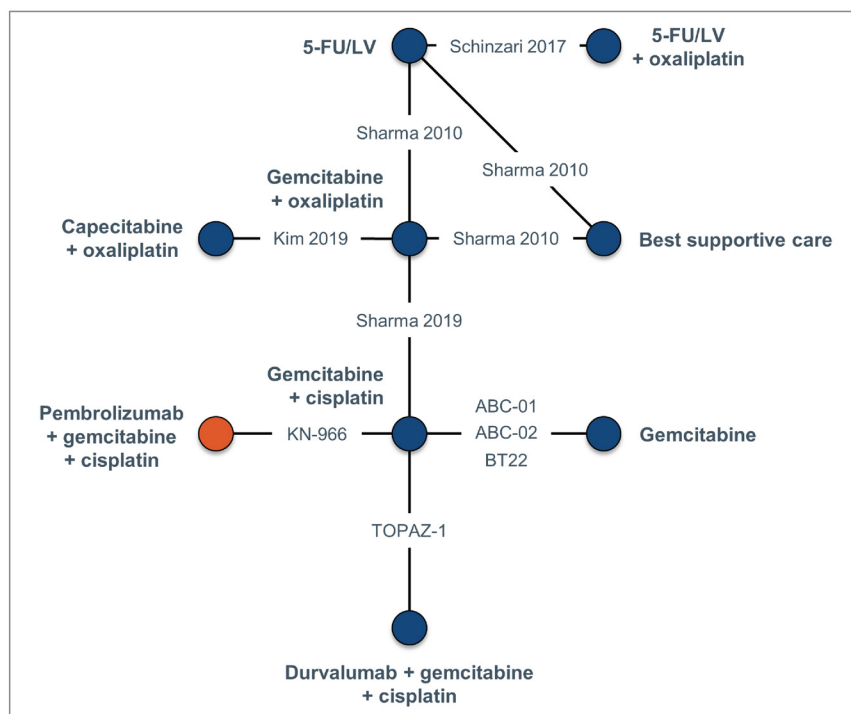 5-FU/LV
Schinzari 2017
5-FU/LV
+ oxaliplatin
Sharma 2010
Sharma 2010
Gemcitabine
+ oxaliplatin
Capecitabine
+ oxaliplatin
Kim 2019
Sharma 2010
Best supportive care
Sharma 2019
Gemcitabine
+ cisplatin
Pembrolizumab
+ gemcitabine
+ cisplatin
KN-966
ABC-01
ABC-02
BT22
Gemcitabine
TOPAZ-1
Durvalumab + gemcitabine
+ cisplatin